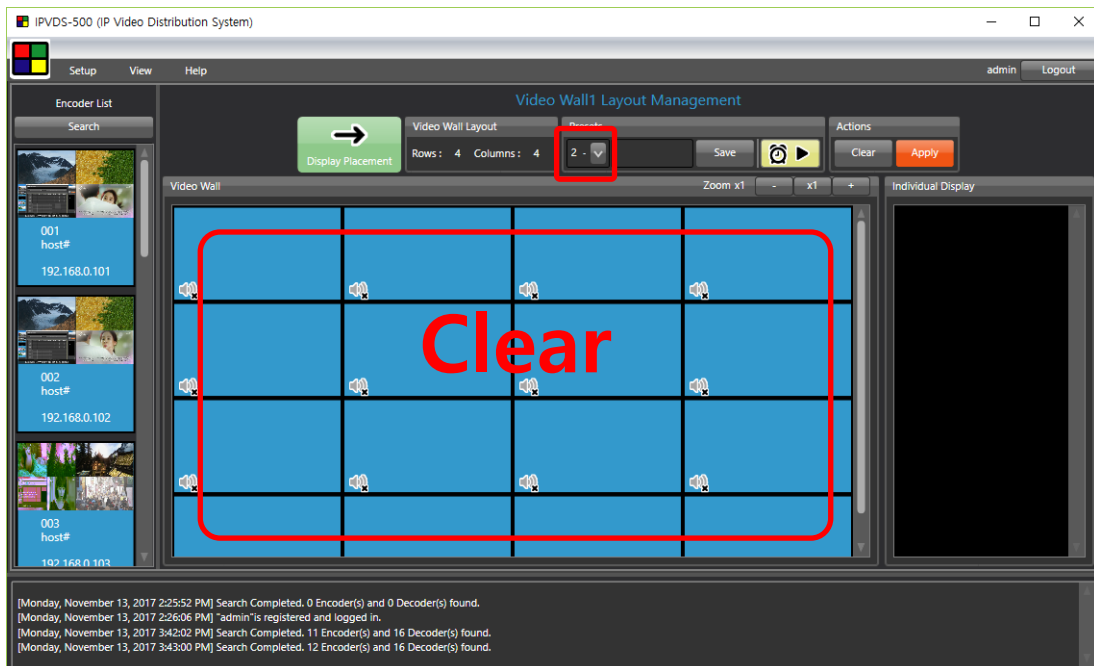 IPVDS-500 (IP Video Distribution System)
Setup View Help
admin Logout
Encoder List
Search
Video Wall1 Layout Management
Display Placement
Video Wall Layout
Rows : 4 Columns : 4
Presets
2 -
Save
Actions
Clear
Apply
001
host#
192.168.0.101
002
host#
192.168.0.102
003
host#
192.168.0.103
Video Wall
Zoom x1 - x1 +
Individual Display
Clear
[Monday, November 13, 2017 2:25:52 PM] Search Completed. 0 Encoder(s) and 0 Decoder(s) found.
[Monday, November 13, 2017 2:26:06 PM] "admin"is registered and logged in.
[Monday, November 13, 2017 3:42:02 PM] Search Completed. 11 Encoder(s) and 16 Decoder(s) found.
[Monday, November 13, 2017 3:43:00 PM] Search Completed. 12 Encoder(s) and 16 Decoder(s) found.